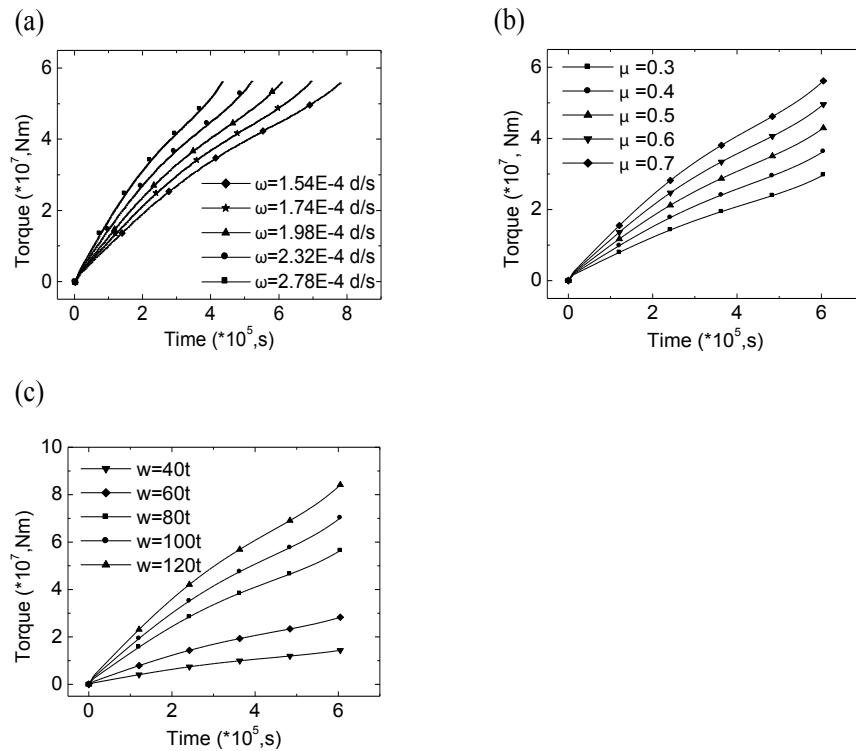 (a)
6
4
2
0
Torque (*10⁷,Nm)
ω=1.54E-4 d/s
ω=1.74E-4 d/s
ω=1.98E-4 d/s
ω=2.32E-4 d/s
ω=2.78E-4 d/s
0 2 4 6 8
Time (*10⁵,s)
(b)
6
4
2
0
Torque (*10⁷, Nm)
μ =0.3
μ =0.4
μ =0.5
μ =0.6
μ =0.7
0 2 4 6
Time (*10⁵,s)
(c)
10
8
6
4
2
0
Torque (*10⁷,Nm)
w=40t
w=60t
w=80t
w=100t
w=120t
0 2 4 6
Time (*10⁵,s)